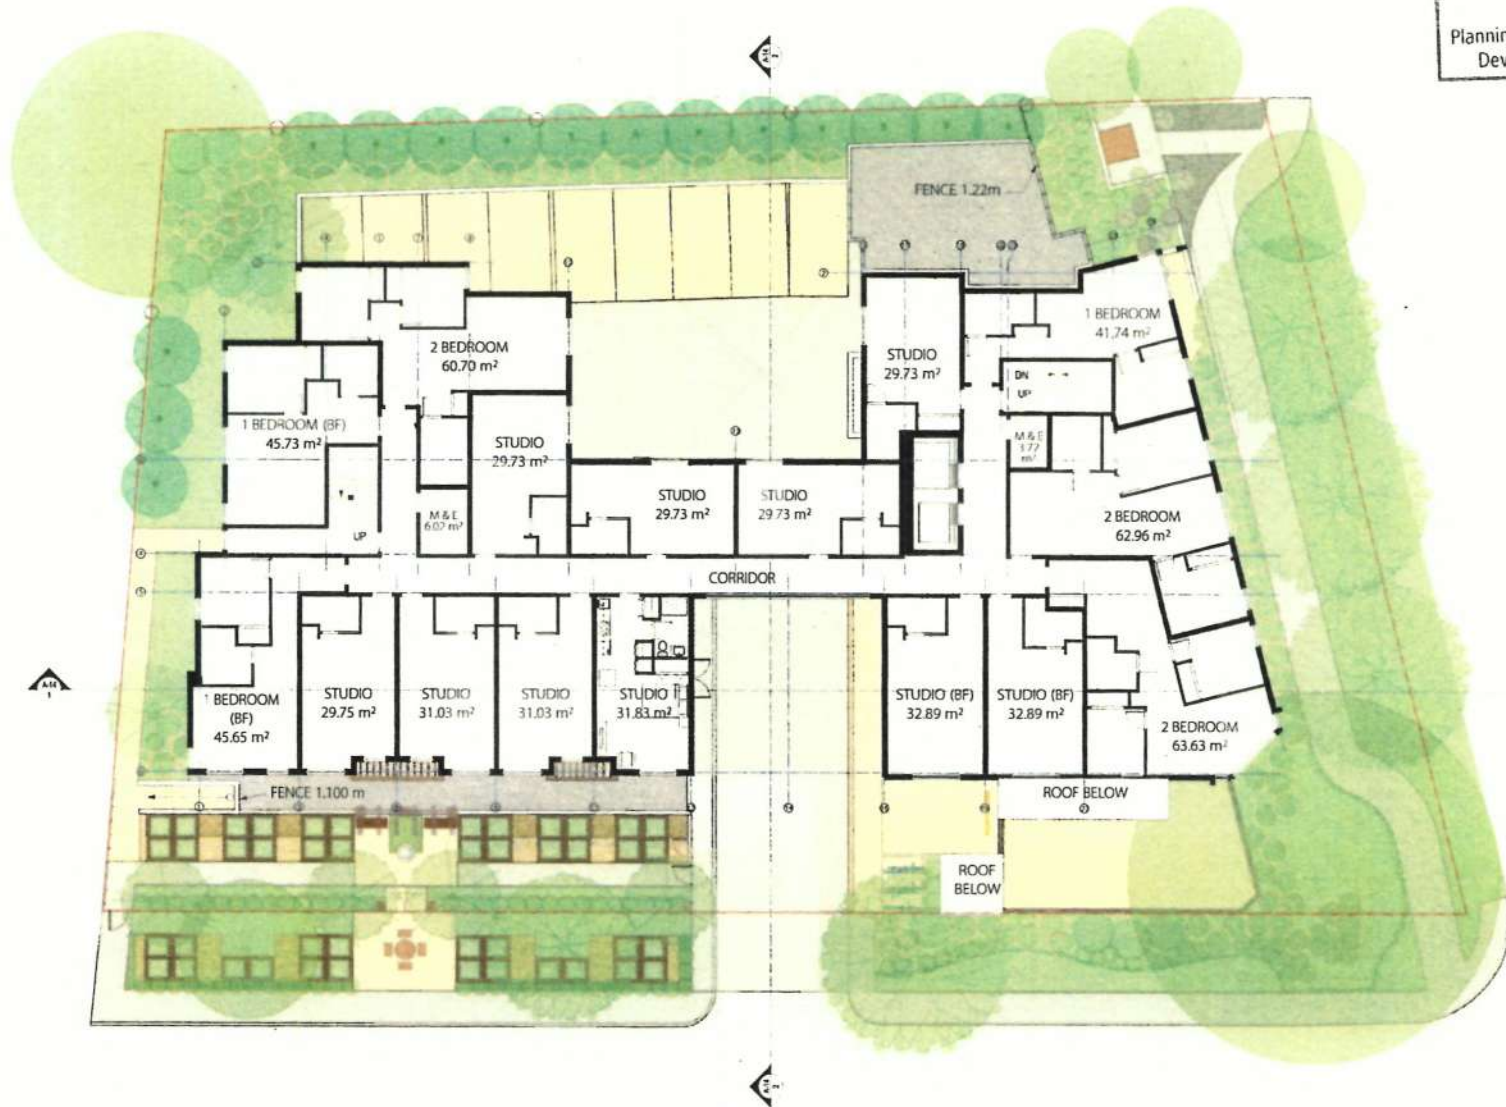 Plannin
Dev
FENCE 1.22m
1 BEDROOM
41.74 m²
2 BEDROOM
60.70 m²
STUDIO
29.73 m²
DN
UP
1 BEDROOM (BF)
45.73 m²
STUDIO
29.73 m²
M & E
3.72
m²
M & E
6.02 m²
UP
STUDIO
29.73 m²
STUDIO
29.73 m²
2 BEDROOM
62.96 m²
CORRIDOR
1 BEDROOM
(BF)
45.65 m²
STUDIO
29.75 m²
STUDIO
31.03 m²
STUDIO
31.03 m²
STUDIO
31.83 m²
STUDIO (BF)
32.89 m²
STUDIO (BF)
32.89 m²
2 BEDROOM
63.63 m²
FENCE 1.100 m
ROOF BELOW
ROOF
BELOW